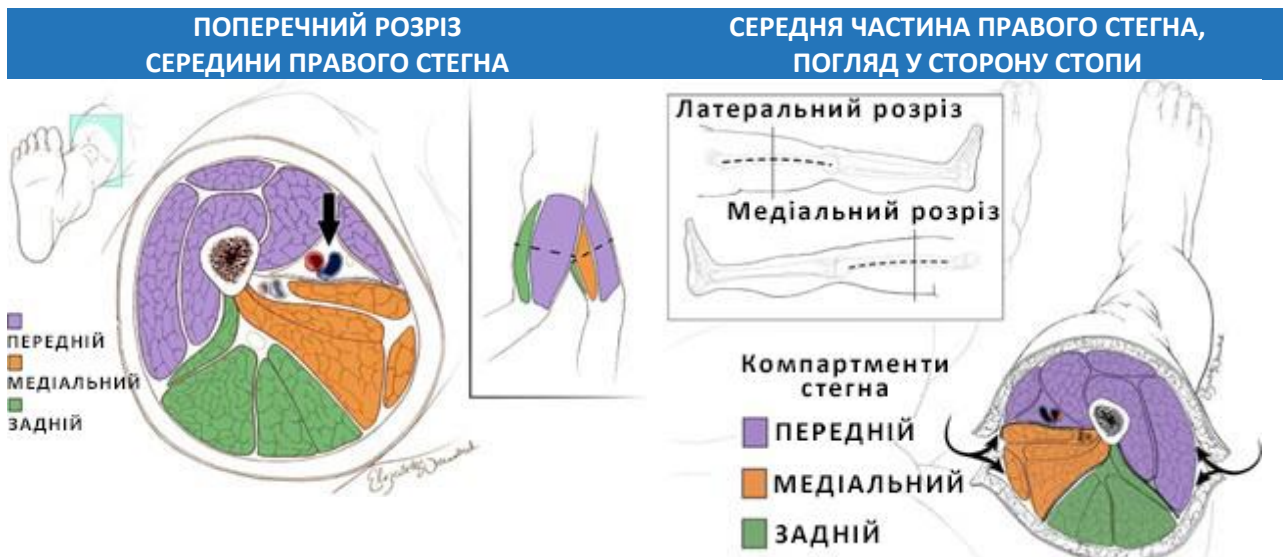 ПОПЕРЕЧНИЙ РОЗРІЗ
СЕРЕДИНИ ПРАВОГО СТЕГНА
СЕРЕДНЯ ЧАСТИНА ПРАВОГО СТЕГНА,
ПОГЛЯД У СТОРОНУ СТОПИ
ПЕРЕДНІЙ
МЕДІАЛЬНИЙ
ЗАДНІЙ
Латеральний розріз
Медіальний розріз
Компартменти
стегна
ПЕРЕДНІЙ
МЕДІАЛЬНИЙ
ЗАДНІЙ